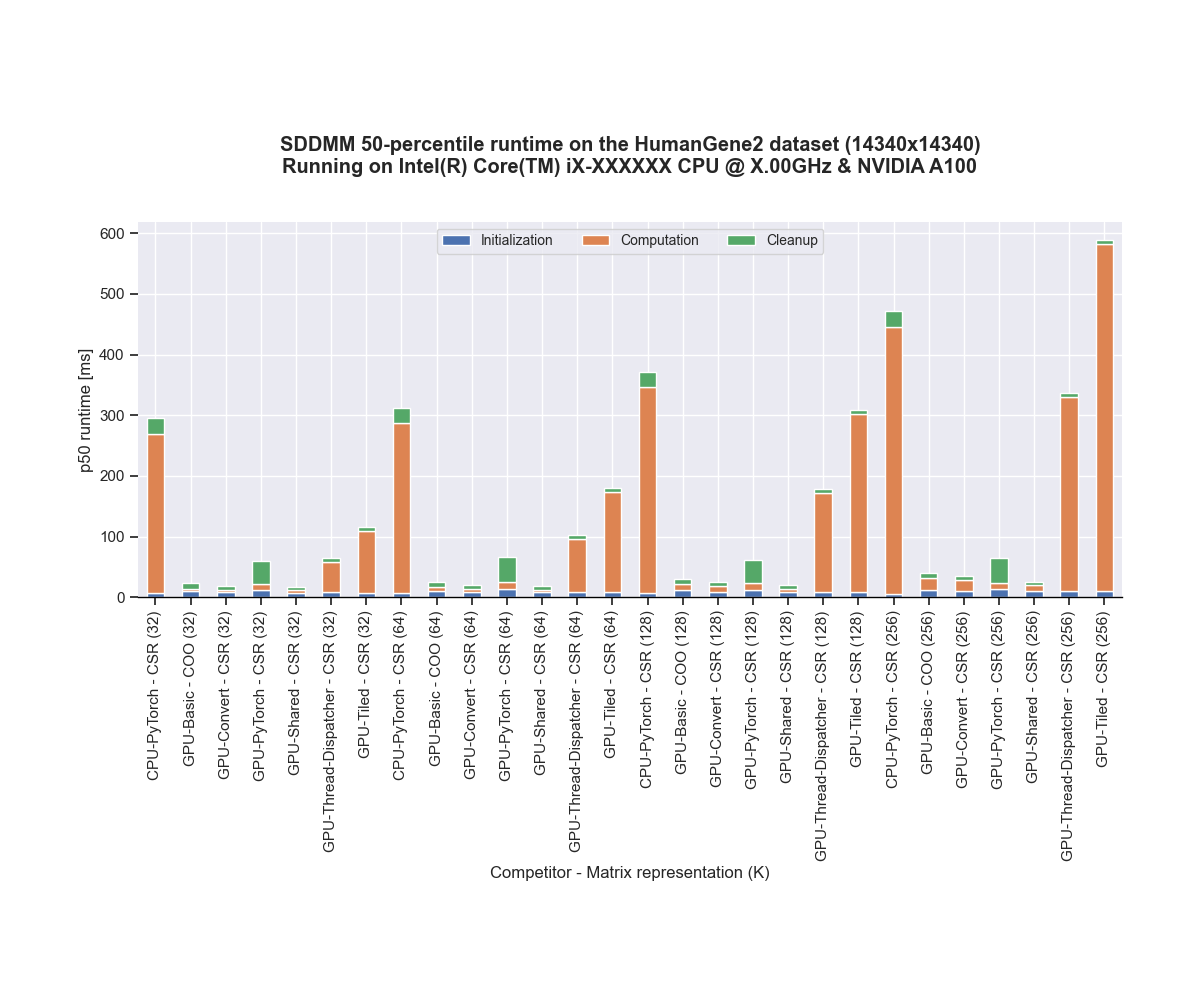 SDDMM 50-percentile runtime on the HumanGene2 dataset (14340x14340)
Running on Intel(R) Core(TM) iX-XXXXXX CPU @ X.00GHz & NVIDIA A100
Initialization
Computation
Cleanup
p50 runtime [ms]
600
500
400
300
200
100
0
CPU-PyTorch - CSR (32)
GPU-Basic - COO (32)
GPU-Convert - CSR (32)
GPU-PyTorch - CSR (32)
GPU-Shared - CSR (32)
GPU-Thread-Dispatcher - CSR (32)
GPU-Tiled - CSR (32)
CPU-PyTorch - CSR (64)
GPU-Basic - COO (64)
GPU-Convert - CSR (64)
GPU-PyTorch - CSR (64)
GPU-Shared - CSR (64)
GPU-Thread-Dispatcher - CSR (64)
GPU-Tiled - CSR (64)
CPU-PyTorch - CSR (128)
GPU-Basic - COO (128)
GPU-Convert - CSR (128)
GPU-PyTorch - CSR (128)
GPU-Shared - CSR (128)
GPU-Thread-Dispatcher - CSR (128)
GPU-Tiled - CSR (128)
CPU-PyTorch - CSR (256)
GPU-Basic - COO (256)
GPU-Convert - CSR (256)
GPU-PyTorch - CSR (256)
GPU-Shared - CSR (256)
GPU-Thread-Dispatcher - CSR (256)
GPU-Tiled - CSR (256)
Competitor - Matrix representation (K)